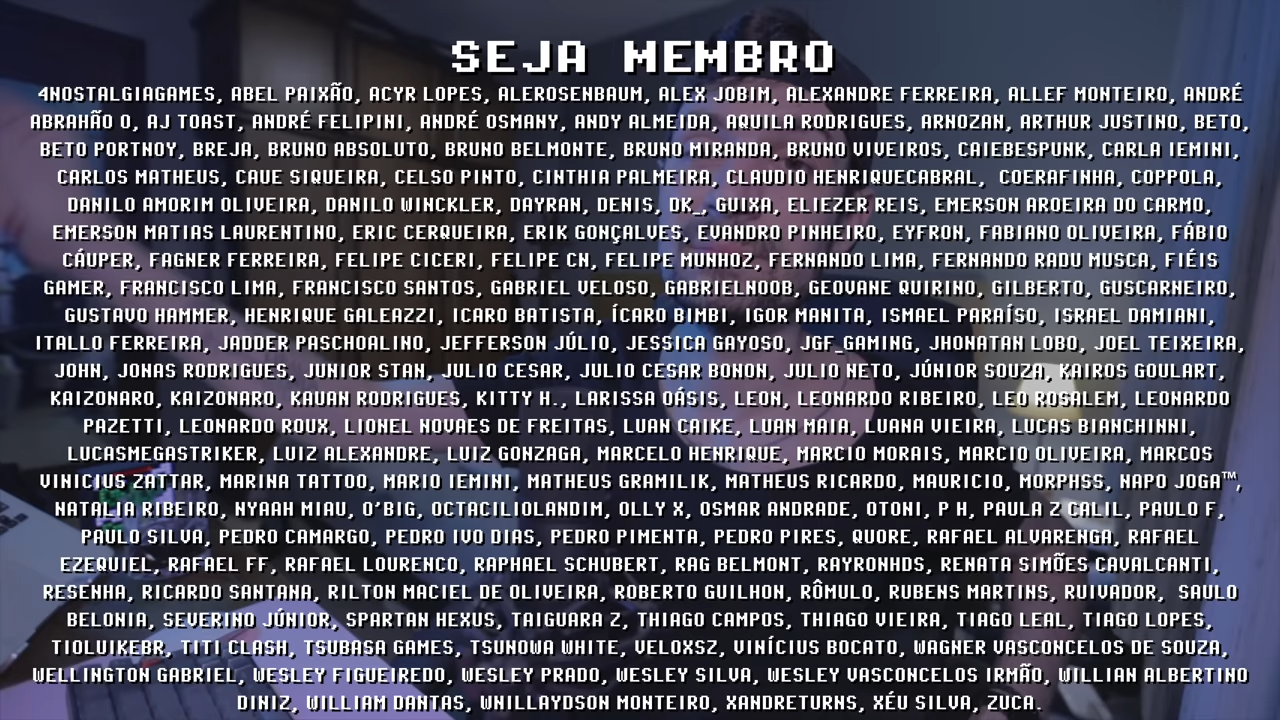 SEJA MEMBRO
4NOSTALGIAGAMES, ABEL PAIXÃO, ACYR LOPES, ALEROSENBAUM, ALEX JOBIM, ALEXANDRE FERREIRA, ALLEF MONTEIRO, ANDRÉ
ABRAHÃO O, AJ TOAST, ANDRÉ FELIPINI, ANDRÉ OSMANY, ANDY ALMEIDA, AQUILA RODRIGUES, ARNOZAN, ARTHUR JUSTINO, BETO,
BETO PORTNOY, BREJA, BRUNO ABSOLUTO, BRUNO BELMONTE, BRUNO MIRANDA, BRUNO VIVEIROS, CAIEBESPUNK, CARLA IEMINI,
CARLOS MATHEUS, CAVE SIQUEIRA, CELSO PINTO, CINTHIA PALMEIRA, CLAUDIO HENRIQUECABRAL, COERAFINHA, COPPOLA,
DANILO AMORIM OLIVEIRA, DANILO WINCKLER, DAYRAN, DENIS, DK_, GUIXA, ELIEZER REIS, EMERSON AROEIRA DO CARMO,
EMERSON MATIAS LAURENTINO, ERIC CERQUEIRA, ERIK GONÇALVES, EVANDRO PINHEIRO, EYFRON, FABIANO OLIVEIRA, FÁBIO
CÁUPER, FAGNER FERREIRA, FELIPE CICERI, FELIPE CN, FELIPE MUNHOZ, FERNANDO LIMA, FERNANDO RADU MUSCA, FIÉIS
GAMER, FRANCISCO LIMA, FRANCISCO SANTOS, GABRIEL VELOSO, GABRIELNOOB, GEOVANE QUIRINO, GILBERTO, GUSCARNEIRO,
GUSTAVO HAMMER, HENRIQUE GALEAZZI, ICARO BATISTA, ÍCARO BIMBI, IGOR MANITA, ISMAEL PARAÍSO, ISRAEL DAMIANI,
ITALLO FERREIRA, JADDER PASCHOALINO, JEFFERSON JÚLIO, JESSICA GAYOSO, JGF_GAMING, JHONATAN LOBO, JOEL TEIXEIRA,
JOHN, JONAS RODRIGUES, JUNIOR STAN, JULIO CESAR, JULIO CESAR BONON, JULIO NETO, JÚNIOR SOUZA, KAIROS GOULART,
KAIZONARO, KAIZONARO, KAUAN RODRIGUES, KITTY H., LARISSA OÁSIS, LEON, LEONARDO RIBEIRO, LEO ROSALEM, LEONARDO
PAZETTI, LEONARDO ROUX, LIONEL NOVAES DE FREITAS, LUAN CAIKE, LUAN MAIA, LUANA VIEIRA, LUCAS BIANCHINNI,
LUCASMEGASTRIKER, LUIZ ALEXANDRE, LUIZ GONZAGA, MARCELO HENRIQUE, MARCIO MORAIS, MARCIO OLIVEIRA, MARCOS
VINICIUS ZATTAR, MARINA TATTOO, MARIO IEMINI, MATHEUS GRAMILIK, MATHEUS RICARDO, MAURICIO, MORPHSS, NAPO JOGA™,
NATALIA RIBEIRO, NYAAH MIAU, O'BIG, OCTACILIOLANDIM, OLLY X, OSMAR ANDRADE, OTONI, P H, PAULA Z CALIL, PAULO F,
PAULO SILVA, PEDRO CAMARGO, PEDRO IVO DIAS, PEDRO PIMENTA, PEDRO PIRES, QUORE, RAFAEL ALVARENGA, RAFAEL
EZEQUIEL, RAFAEL FF, RAFAEL LOURENCO, RAPHAEL SCHUBERT, RAG BELMONT, RAYRONHDS, RENATA SIMÕES CAVALCANTI,
RESENHA, RICARDO SANTANA, RILTON MACIEL DE OLIVEIRA, ROBERTO GUILHON, RÔMULO, RUBENS MARTINS, RUIVADOR, SAULO
BELONIA, SEVERINO JÚNIOR, SPARTAN HEXUS, TAIGUARA Z, THIAGO CAMPOS, THIAGO VIEIRA, TIAGO LEAL, TIAGO LOPES,
TIOLUIKEBR, TITI CLASH, TSUBASA GAMES, TSUNOWA WHITE, VELOXSZ, VINÍCIUS BOCATO, WAGNER VASCONCELOS DE SOUZA,
WELLINGTON GABRIEL, WESLEY FIGUEIREDO, WESLEY PRADO, WESLEY SILVA, WESLEY VASCONCELOS IRMÃO, WILLIAN ALBERTINO
DINIZ, WILLIAM DANTAS, WNILLAYDSON MONTEIRO, XANDRETURNS, XÉU SILVA, ZUCA.